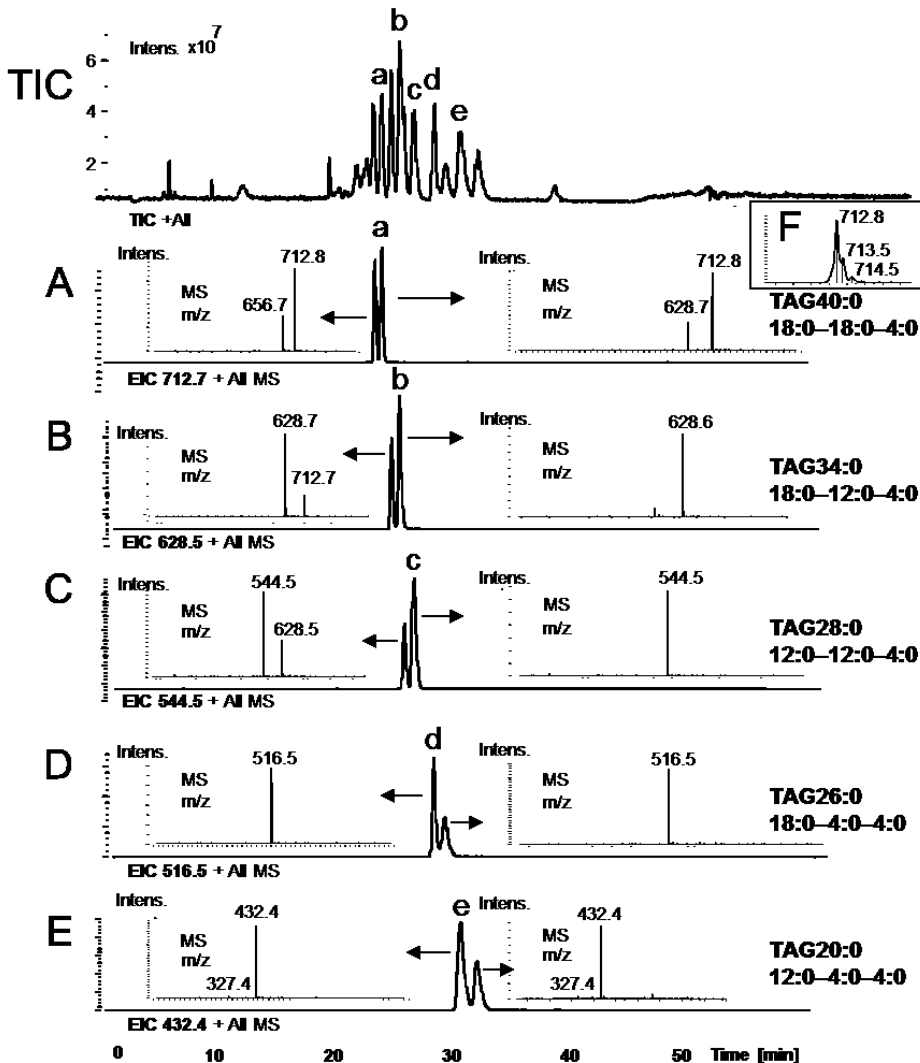 b
Intens. x10^7
a
d
TIC
6
c
e
4
2
TIC +All
F
712.8
713.5
714.5
a
A
Intens.
712.8
MS
m/z
656.7
Intens.
712.8
MS
m/z
628.7
TAG40:0
18:0–18:0–4:0
EIC 712.7 + All MS
b
B
Intens.
628.7
MS
m/z
712.7
Intens.
628.6
MS
m/z
TAG34:0
18:0–12:0–4:0
EIC 628.5 + All MS
c
C
Intens.
544.5
MS
m/z
628.5
Intens.
544.5
MS
m/z
TAG28:0
12:0–12:0–4:0
EIC 544.5 + All MS
d
D
Intens.
516.5
MS
m/z
Intens.
516.5
MS
m/z
TAG26:0
18:0–4:0–4:0
EIC 516.5 + All MS
e
E
Intens.
432.4
MS
m/z
327.4
Intens.
432.4
MS
m/z
327.4
TAG20:0
12:0–4:0–4:0
EIC 432.4 + All MS
0 10 20 30 40 50 Time [min]